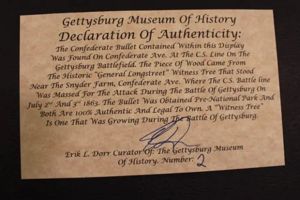 Gettysburg Museum Of History
Declaration Of Authenticity:
The Confederate Bullet Contained Within this Display
Was Found On Confederate Ave. At The C.S. Line On The
Gettysburg Battlefield. The Piece Of Wood Came From
The Historic "General Longstreet" Witness Tree That Stood
Near The Snyder Farm, Confederate Ave. Where The C.S. Battle line
Was Massed For The Attack During The Battle Of Gettysburg On
July 2nd And 3rd 1863. The Bullet Was Obtained Pre-National Park And
Both Are 100% Authentic And Legal To Own. A "Witness Tree"
Is One That Was Growing During The Battle Of Gettysburg.
Erik L. Dorr Curator Of: The Gettysburg Museum
Of History. Number: 2